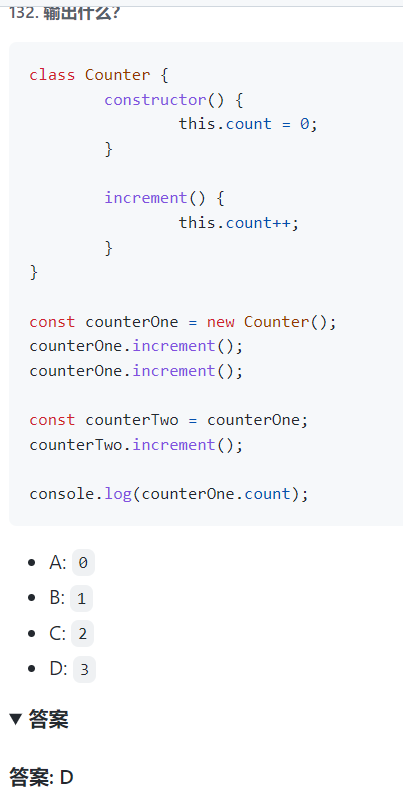 132. 输出什么?
class Counter {
constructor() {
this.count = 0;
}
increment() {
this.count++;
}
}
const counterOne = new Counter();
counterOne.increment();
counterOne.increment();
const counterTwo = counterOne;
counterTwo.increment();
console.log(counterOne.count);
A: 0
B: 1
C: 2
D: 3
▼ 答案
答案: D